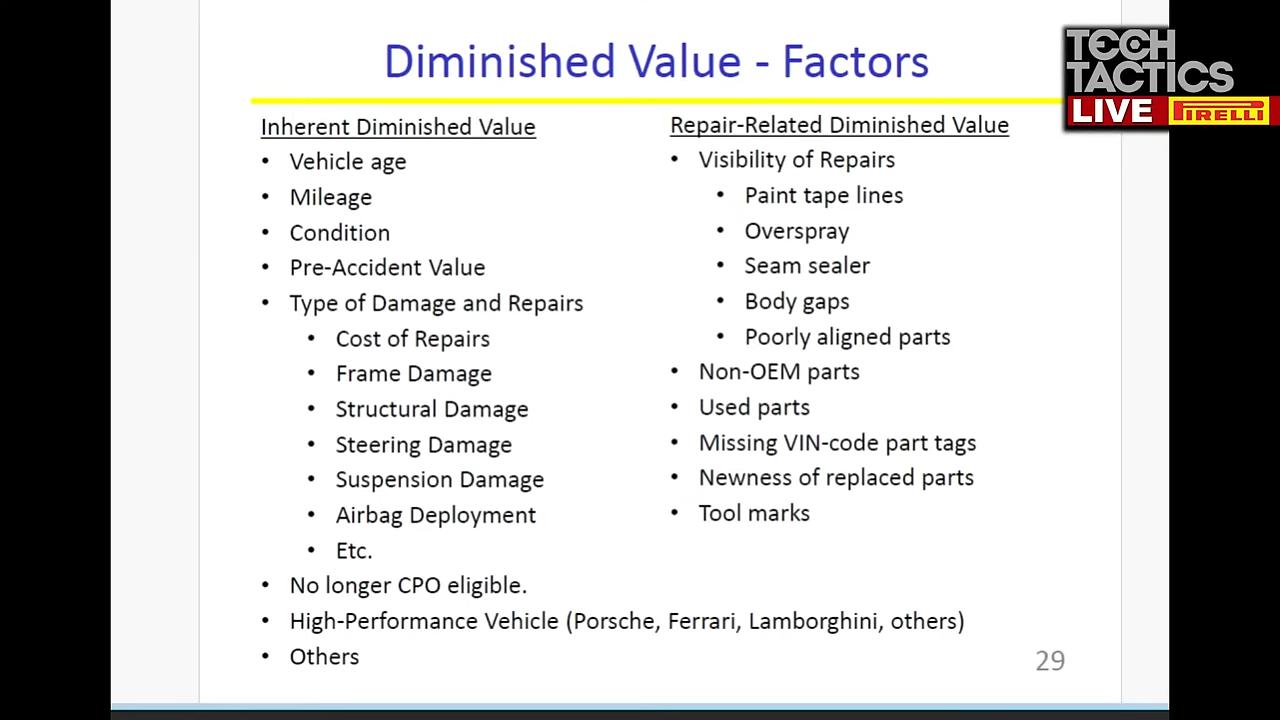 Diminished Value - Factors
TECH
TACTICS
LIVE PIRELLI
Inherent Diminished Value
• Vehicle age
• Mileage
• Condition
• Pre-Accident Value
• Type of Damage and Repairs
• Cost of Repairs
• Frame Damage
• Structural Damage
• Steering Damage
• Suspension Damage
• Airbag Deployment
• Etc.
• No longer CPO eligible.
• High-Performance Vehicle (Porsche, Ferrari, Lamborghini, others)
• Others
Repair-Related Diminished Value
• Visibility of Repairs
• Paint tape lines
• Overspray
• Seam sealer
• Body gaps
• Poorly aligned parts
• Non-OEM parts
• Used parts
• Missing VIN-code part tags
• Newness of replaced parts
• Tool marks
29